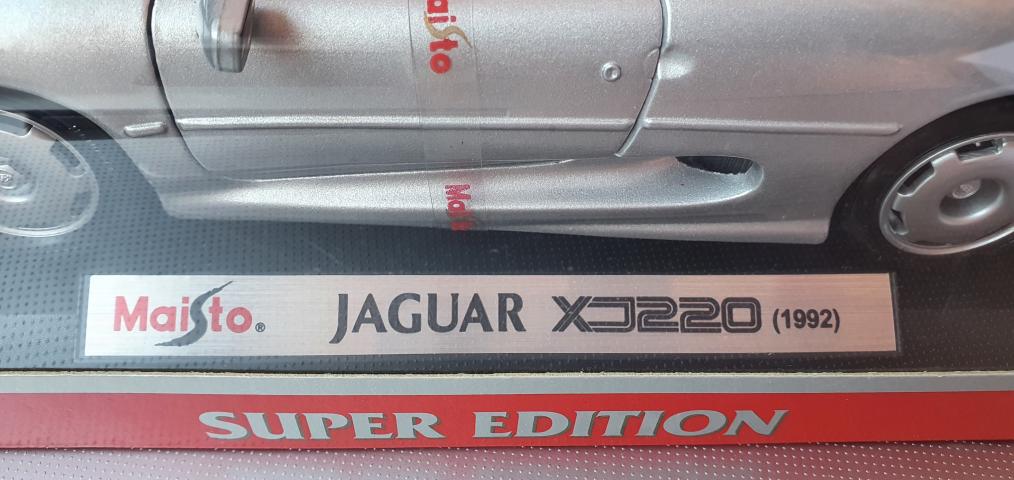 Maisto
Maisto
Maisto® JAGUAR XJ220 (1992)
SUPER EDITION